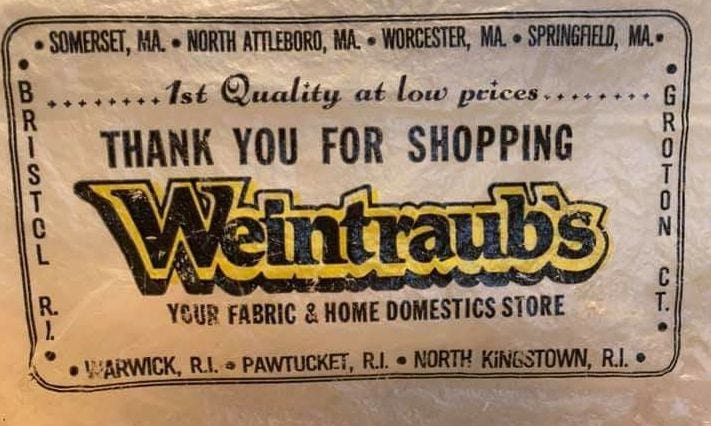 • SOMERSET, MA. • NORTH ATTLEBORO, MA. • WORCESTER, MA. • SPRINGFIELD, MA. •
• BRISTOL R.I. •
• GROTON CT. •
.........1st Quality at low prices.........
THANK YOU FOR SHOPPING
Weintraub's
YOUR FABRIC & HOME DOMESTICS STORE
• WARWICK, R.I. • PAWTUCKET, R.I. • NORTH KINGSTOWN, R.I. •